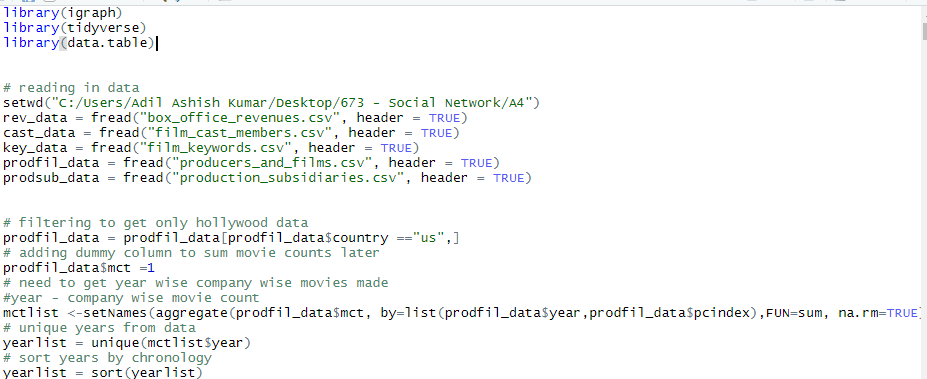 library(igraph)
library(tidyverse)
library(data.table)
# reading in data
setwd("C:/Users/Adil Ashish Kumar/Desktop/673 - Social Network/A4")
rev_data = fread("box_office_revenues.csv", header = TRUE)
cast_data = fread("film_cast_members.csv", header = TRUE)
key_data = fread("film_keywords.csv", header = TRUE)
prodfil_data = fread("producers_and_films.csv", header = TRUE)
prodsub_data = fread("production_subsidiaries.csv", header = TRUE)
# filtering to get only hollywood data
prodfil_data = prodfil_data[prodfil_data$country =="us",]
# adding dummy column to sum movie counts later
prodfil_data$mct =1
# need to get year wise company wise movies made
#year - company wise movie count
mctlist <-setNames(aggregate(prodfil_data$mct, by=list(prodfil_data$year,prodfil_data$pcindex),FUN=sum, na.rm=TRUE)
# unique years from data
yearlist = unique(mctlist$year)
# sort years by chronology
yearlist = sort(yearlist)